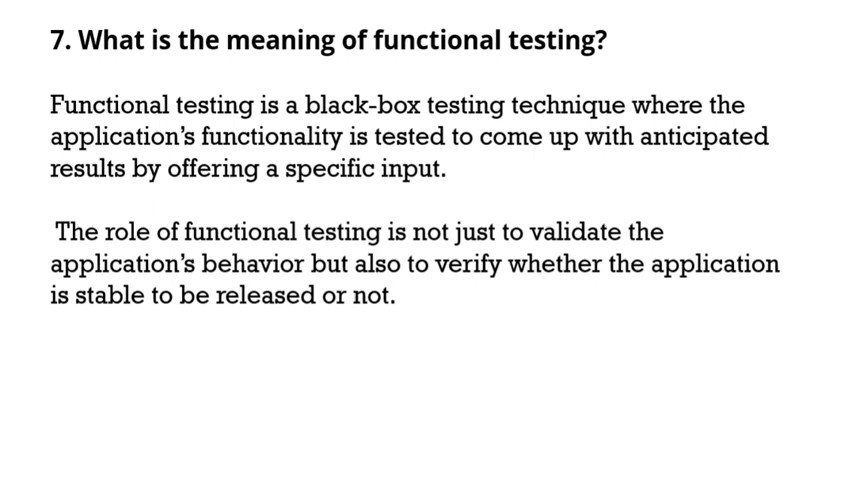 7. What is the meaning of functional testing?
Functional testing is a black-box testing technique where the
application's functionality is tested to come up with anticipated
results by offering a specific input.
The role of functional testing is not just to validate the
application's behavior but also to verify whether the application
is stable to be released or not.